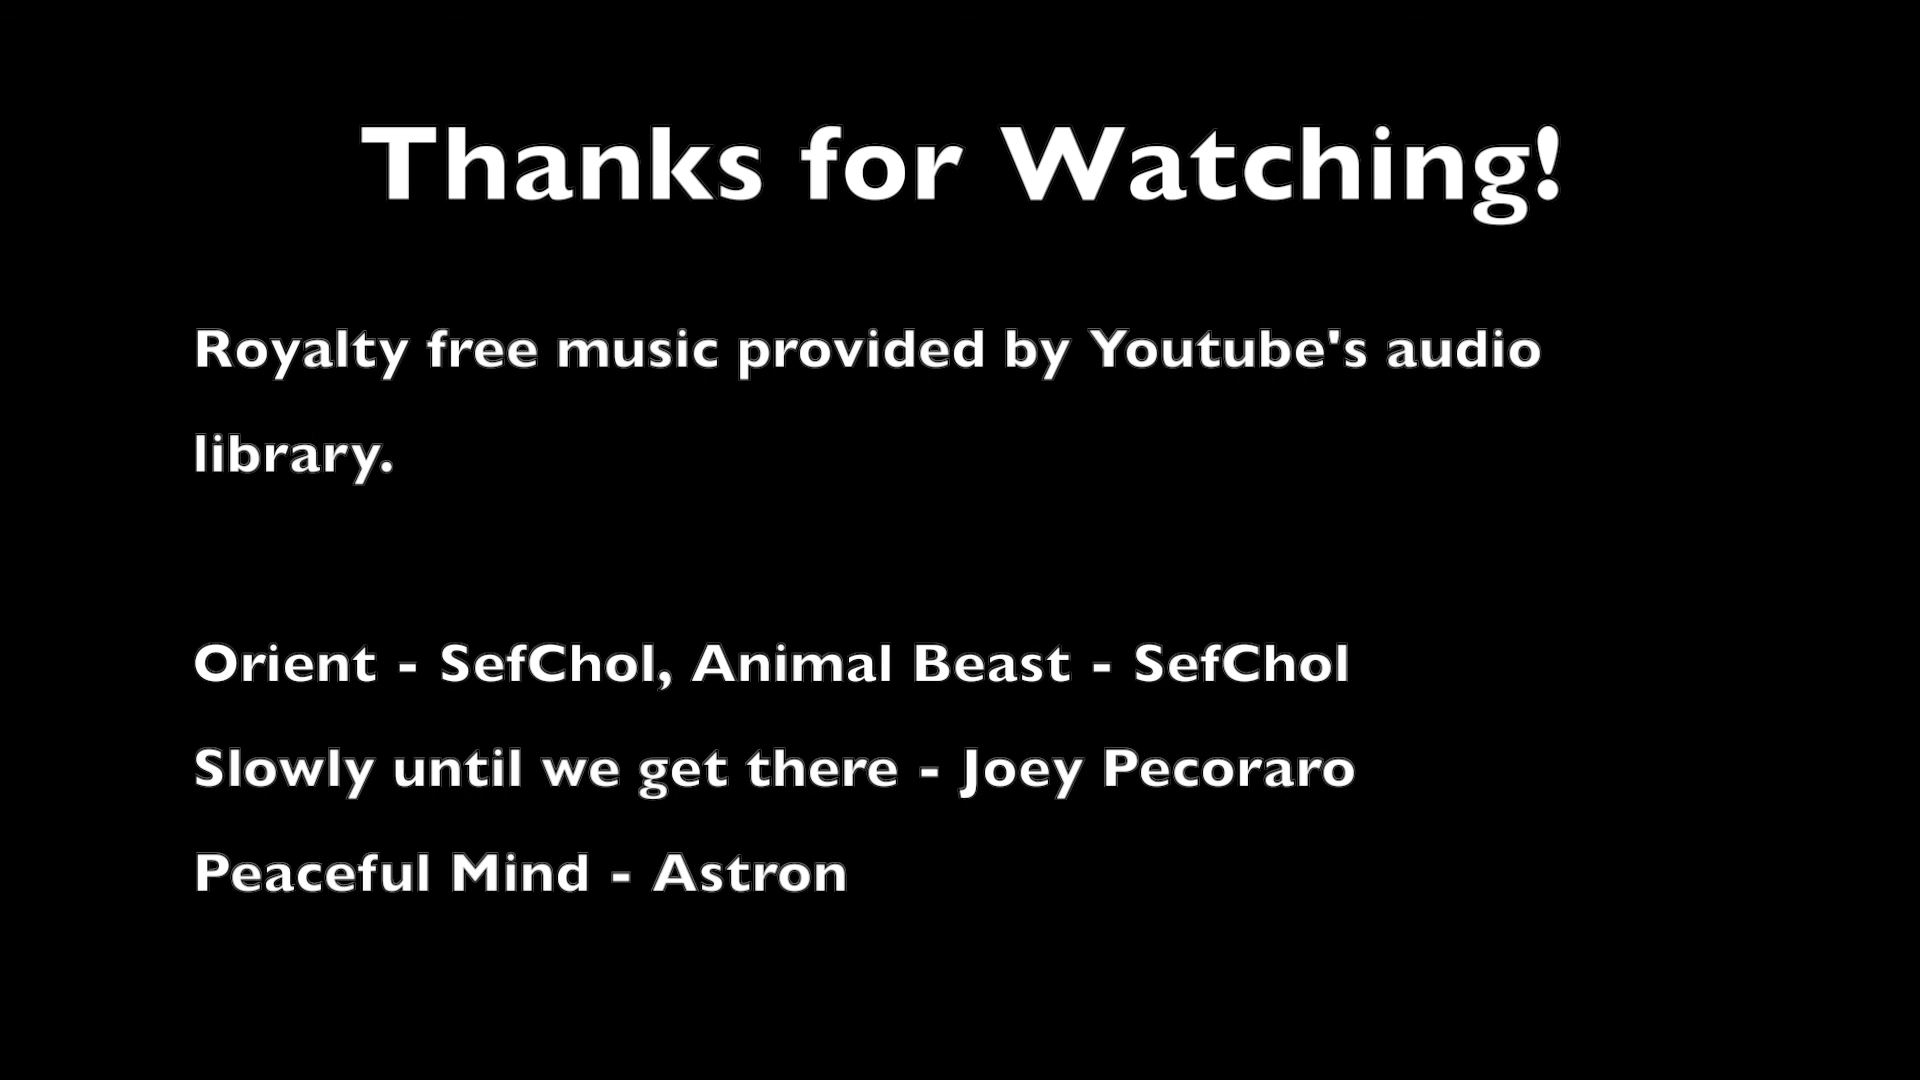 Thanks for Watching!
Royalty free music provided by Youtube's audio
library.
Orient - SefChol, Animal Beast - SefChol
Slowly until we get there - Joey Pecoraro
Peaceful Mind - Astron